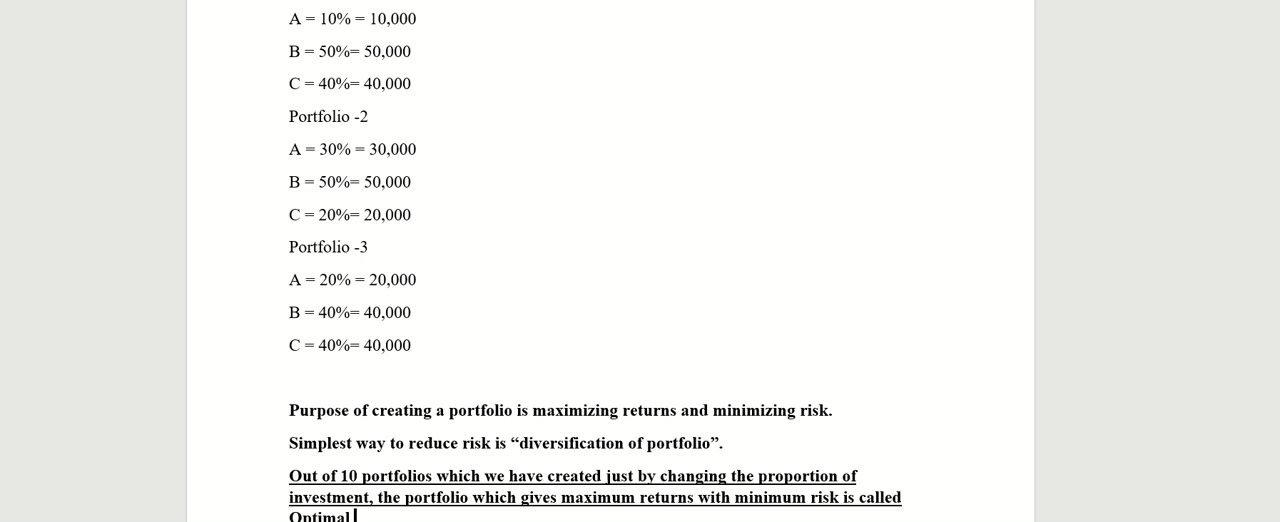 A = 10% = 10,000
B = 50%= 50,000
C = 40%= 40,000
Portfolio -2
A = 30% = 30,000
B = 50%= 50,000
C = 20%= 20,000
Portfolio -3
A = 20% = 20,000
B = 40%= 40,000
C = 40%= 40,000
Purpose of creating a portfolio is maximizing returns and minimizing risk.
Simplest way to reduce risk is “diversification of portfolio”.
Out of 10 portfolios which we have created just by changing the proportion of
investment, the portfolio which gives maximum returns with minimum risk is called
Optimal